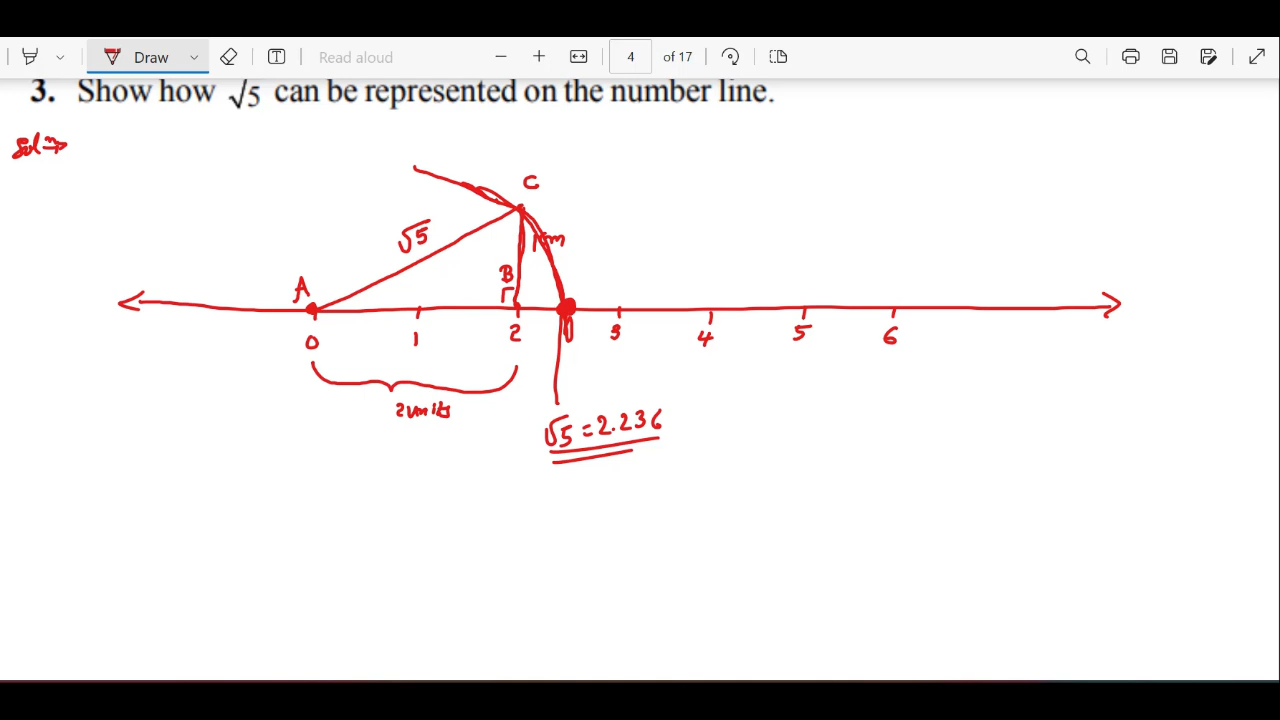 Draw
Read aloud
4 of 17
3. Show how √5 can be represented on the number line.
Sol⇒
C
√5
B
A
0 1 2 3 4 5 6
2 units
√5 = 2.236